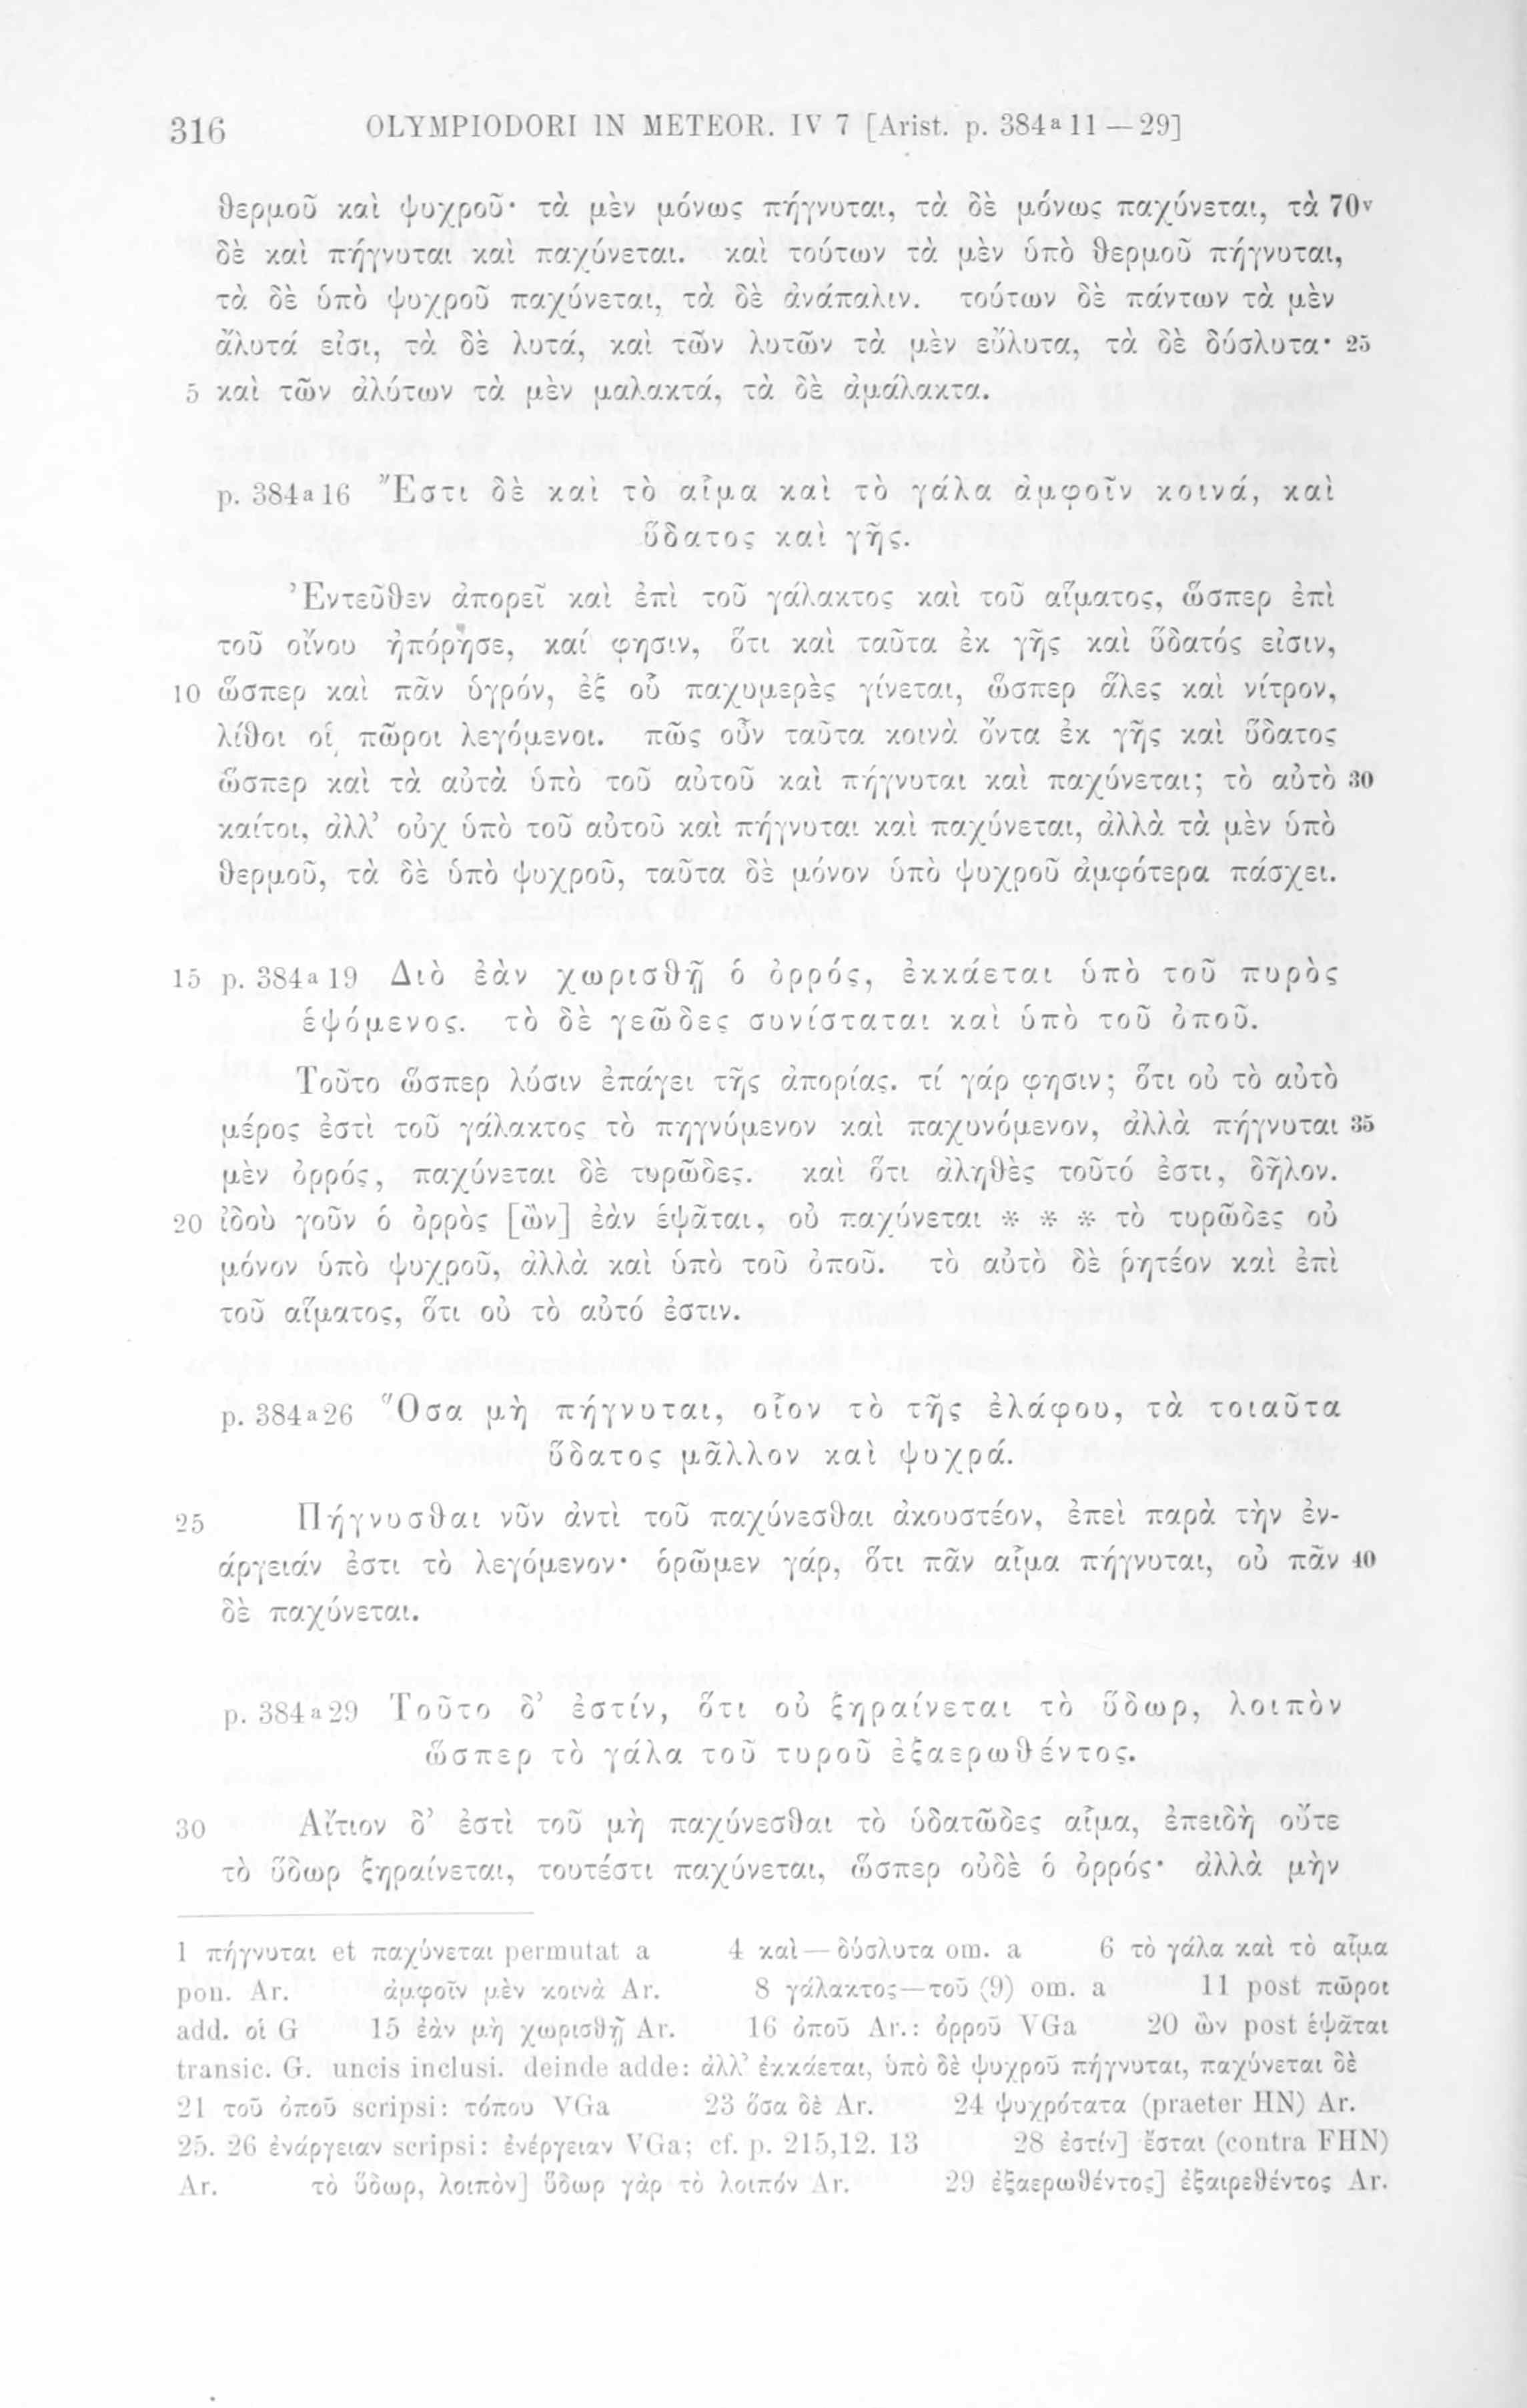 316 OLYMPIODORI IN METEOR. IV 7 [Arist. p. 384a 11 — 29]
θερμοῦ καὶ ψυχροῦ· τὰ μὲν μόνως πήγνυται, τὰ δὲ μόνως παχύνεται, τὰ 70v
δὲ καὶ πήγνυται καὶ παχύνεται. καὶ τούτων τὰ μὲν ὑπὸ θερμοῦ πήγνυται,
τὰ δὲ ὑπὸ ψυχροῦ παχύνεται, τὰ δὲ ἀνάπαλιν. τούτων δὲ πάντων τὰ μὲν
ἄλυτά εἰσι, τὰ δὲ λυτά, καὶ τῶν λυτῶν τὰ μὲν εὔλυτα, τὰ δὲ δύσλυτα· 25
5 καὶ τῶν ἀλύτων τὰ μὲν μαλακτά, τὰ δὲ ἀμάλακτα.
p. 384a 16 Ἔστι δὲ καὶ τὸ αἷμα καὶ τὸ γάλα ἀμφοῖν κοινά, καὶ
ὕδατος καὶ γῆς.
Ἐντεῦθεν ἀπορεῖ καὶ ἐπὶ τοῦ γάλακτος καὶ τοῦ αἵματος, ὥσπερ ἐπὶ
τοῦ οἴνου ἠπόρησε, καί φησιν, ὅτι καὶ ταῦτα ἐκ γῆς καὶ ὕδατός εἰσιν,
10 ὥσπερ καὶ πᾶν ὑγρόν, ἐξ οὗ παχυμερὲς γίνεται, ὥσπερ ἅλες καὶ νίτρον,
λίθοι οἱ πῶροι λεγόμενοι. πῶς οὖν ταῦτα κοινὰ ὄντα ἐκ γῆς καὶ ὕδατος
ὥσπερ καὶ τὰ αὐτὰ ὑπὸ τοῦ αὐτοῦ καὶ πήγνυται καὶ παχύνεται; τὸ αὐτὸ 30
καίτοι, ἀλλ’ οὐχ ὑπὸ τοῦ αὐτοῦ καὶ πήγνυται καὶ παχύνεται, ἀλλὰ τὰ μὲν ὑπὸ
θερμοῦ, τὰ δὲ ὑπὸ ψυχροῦ, ταῦτα δὲ μόνον ὑπὸ ψυχροῦ ἀμφότερα πάσχει.
15 p. 384a 19 Διὸ ἐὰν χωρισθῇ ὁ ὀρρός, ἐκκάεται ὑπὸ τοῦ πυρὸς
ἑψόμενος. τὸ δὲ γεῶδες συνίσταται καὶ ὑπὸ τοῦ ὀποῦ.
Τοῦτο ὥσπερ λύσιν ἐπάγει τῆς ἀπορίας. τί γάρ φησιν; ὅτι οὐ τὸ αὐτὸ
μέρος ἐστὶ τοῦ γάλακτος τὸ πηγνύμενον καὶ παχυνόμενον, ἀλλὰ πήγνυται 35
μὲν ὀρρός, παχύνεται δὲ τυρῶδες. καὶ ὅτι ἀληθὲς τοῦτό ἐστι, δῆλον.
20 ἰδοὺ γοῦν ὁ ὀρρὸς [ὢν] ἐὰν ἑψᾶται, οὐ παχύνεται * * * τὸ τυρῶδες οὐ
μόνον ὑπὸ ψυχροῦ, ἀλλὰ καὶ ὑπὸ τοῦ ὀποῦ. τὸ αὐτὸ δὲ ῥητέον καὶ ἐπὶ
τοῦ αἵματος, ὅτι οὐ τὸ αὐτό ἐστιν.
p. 384a 26 Ὅσα μὴ πήγνυται, οἷον τὸ τῆς ἐλάφου, τὰ τοιαῦτα
ὕδατος μᾶλλον καὶ ψυχρά.
25 Πήγνυσθαι νῦν ἀντὶ τοῦ παχύνεσθαι ἀκουστέον, ἐπεὶ παρὰ τὴν ἐν-
άργειάν ἐστι τὸ λεγόμενον· ὁρῶμεν γάρ, ὅτι πᾶν αἷμα πήγνυται, οὐ πᾶν 40
δὲ παχύνεται.
p. 384a 29 Τοῦτο δ’ ἐστίν, ὅτι οὐ ξηραίνεται τὸ ὕδωρ, λοιπὸν
ὥσπερ τὸ γάλα τοῦ τυροῦ ἐξαερωθέντος.
30 Αἴτιον δ’ ἐστὶ τοῦ μὴ παχύνεσθαι τὸ ὑδατῶδες αἷμα, ἐπειδὴ οὔτε
τὸ ὕδωρ ξηραίνεται, τουτέστι παχύνεται, ὥσπερ οὐδὲ ὁ ὀρρός· ἀλλὰ μὴν
1 πήγνυται et παχύνεται permutat a 4 καὶ—δύσλυτα om. a 6 τὸ γάλα καὶ τὸ αἷμα
pon. Ar. ἀμφοῖν μὲν κοινὰ Ar. 8 γάλακτος—τοῦ (9) om. a 11 post πῶροι
add. οἱ G 15 ἐὰν μὴ χωρισθῇ Ar. 16 ὀποῦ Ar.: ὀρροῦ VGa 20 ὢν post ἑψᾶται
transic. G. uncis inclusi. deinde adde: ἀλλ’ ἐκκάεται, ὑπὸ δὲ ψυχροῦ πήγνυται, παχύνεται δὲ
21 τοῦ ὀποῦ scripsi: τόπου VGa 23 ὅσα δὲ Ar. 24 ψυχρότατα (praeter HN) Ar.
25. 26 ἐνάργειαν scripsi: ἐνέργειαν VGa; cf. p. 215,12. 13 28 ἐστίν] ἔσται (contra FHN)
Ar. τὸ ὕδωρ, λοιπὸν] ὕδωρ γὰρ τὸ λοιπόν Ar. 29 ἐξαερωθέντος] ἐξαιρεθέντος Ar.